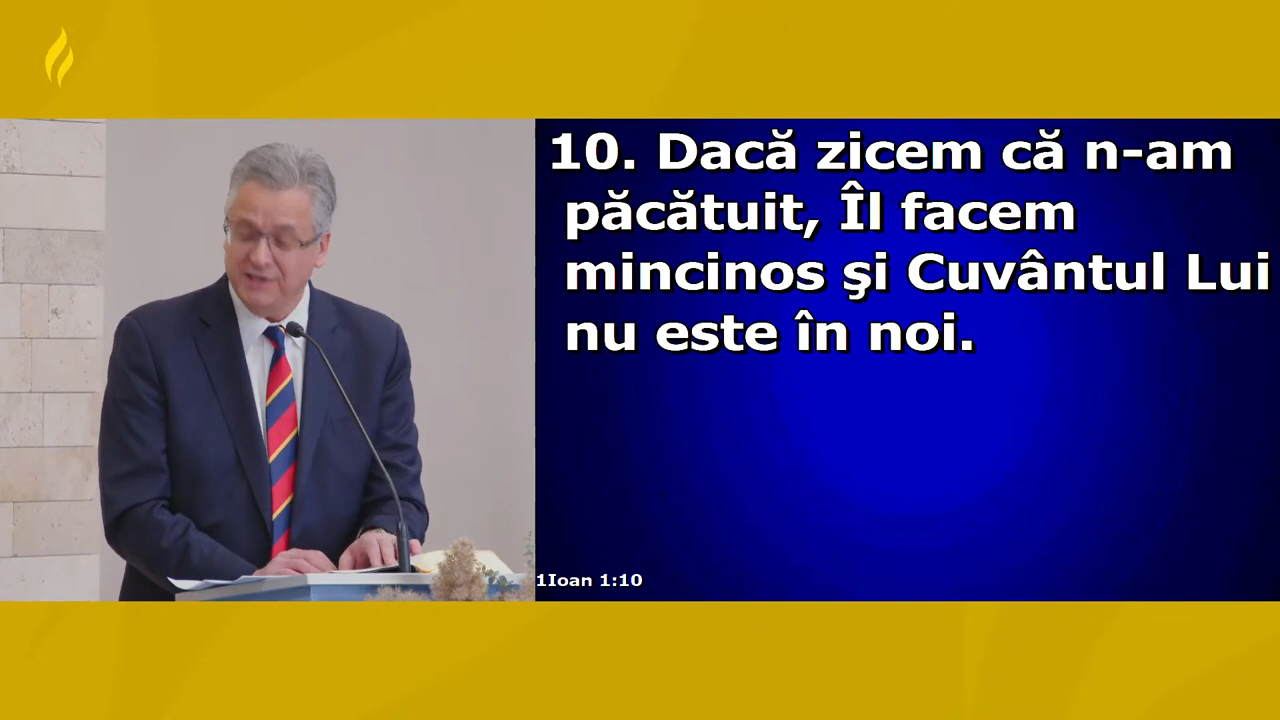 10. Dacă zicem că n-am
păcătuit, Îl facem
mincinos şi Cuvântul Lui
nu este în noi.
1Ioan 1:10